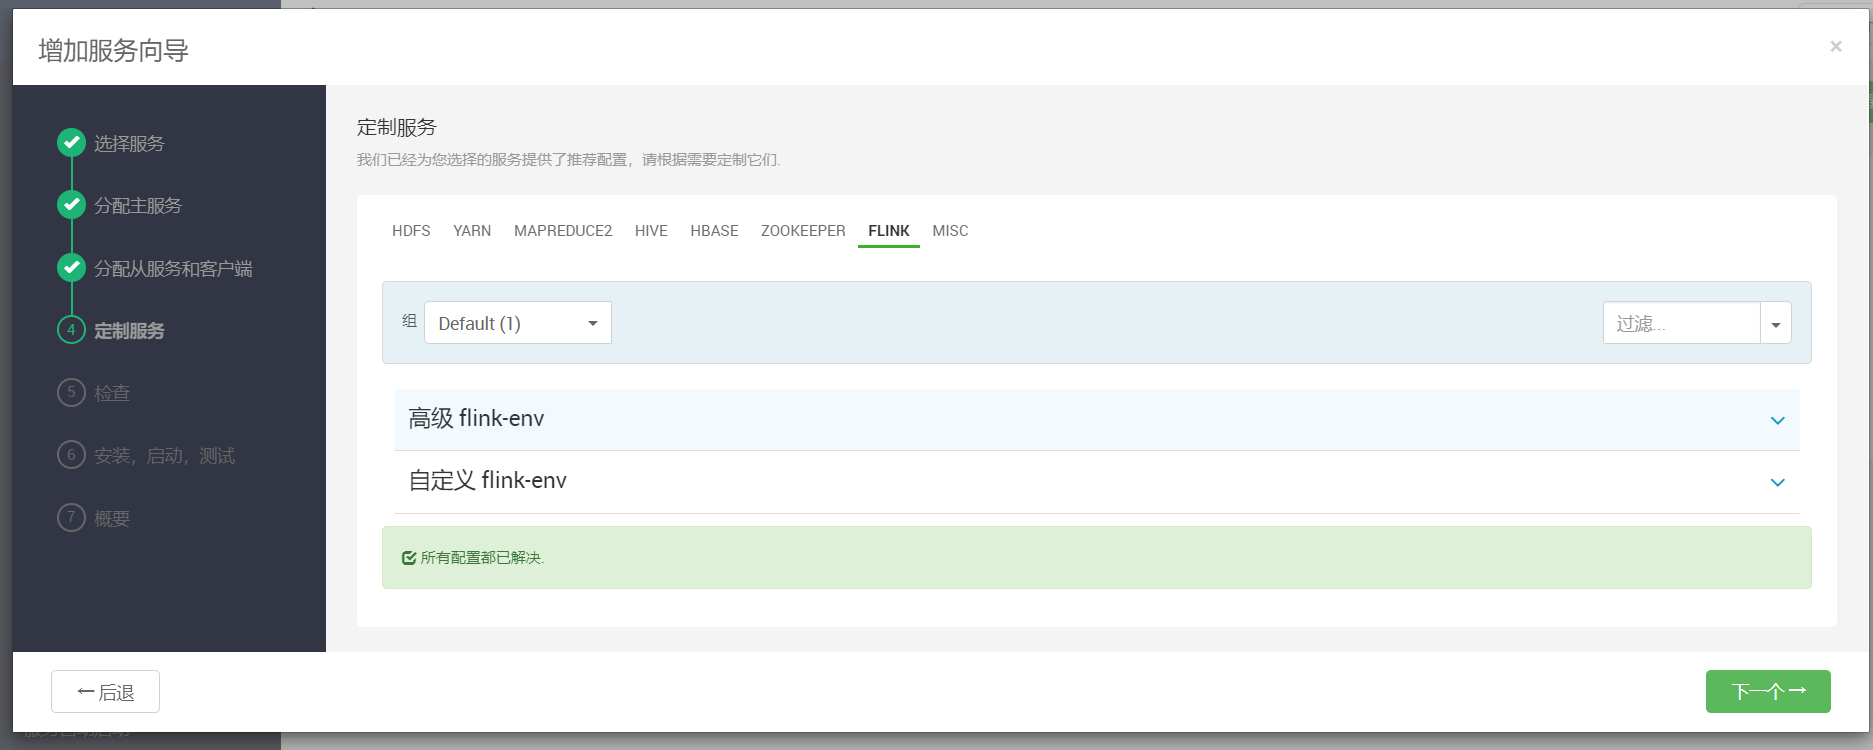 增加服务向导
×
选择服务
分配主服务
分配从服务和客户端
4 定制服务
5 检查
6 安装，启动，测试
7 概要
定制服务
我们已经为您选择的服务提供了推荐配置，请根据需要定制它们.
HDFS YARN MAPREDUCE2 HIVE HBASE ZOOKEEPER FLINK MISC
组 Default (1) 过滤...
高级 flink-env
自定义 flink-env
所有配置都已解决.
← 后退 下一个 →